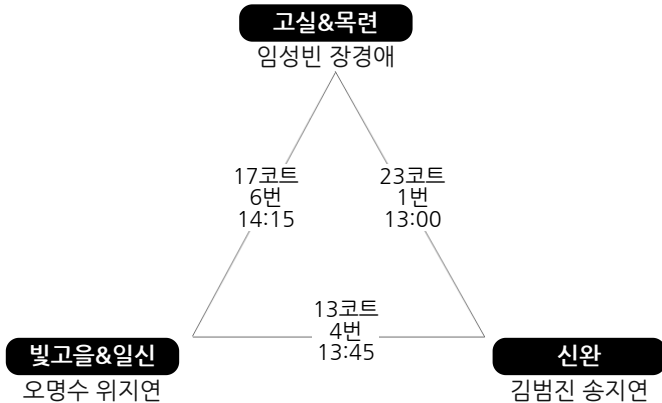 고실&목련
임성빈 장경애
17코트
6번
14:15
23코트
1번
13:00
13코트
4번
13:45
빛고을&일신
오명수 위지연
신완
김범진 송지연